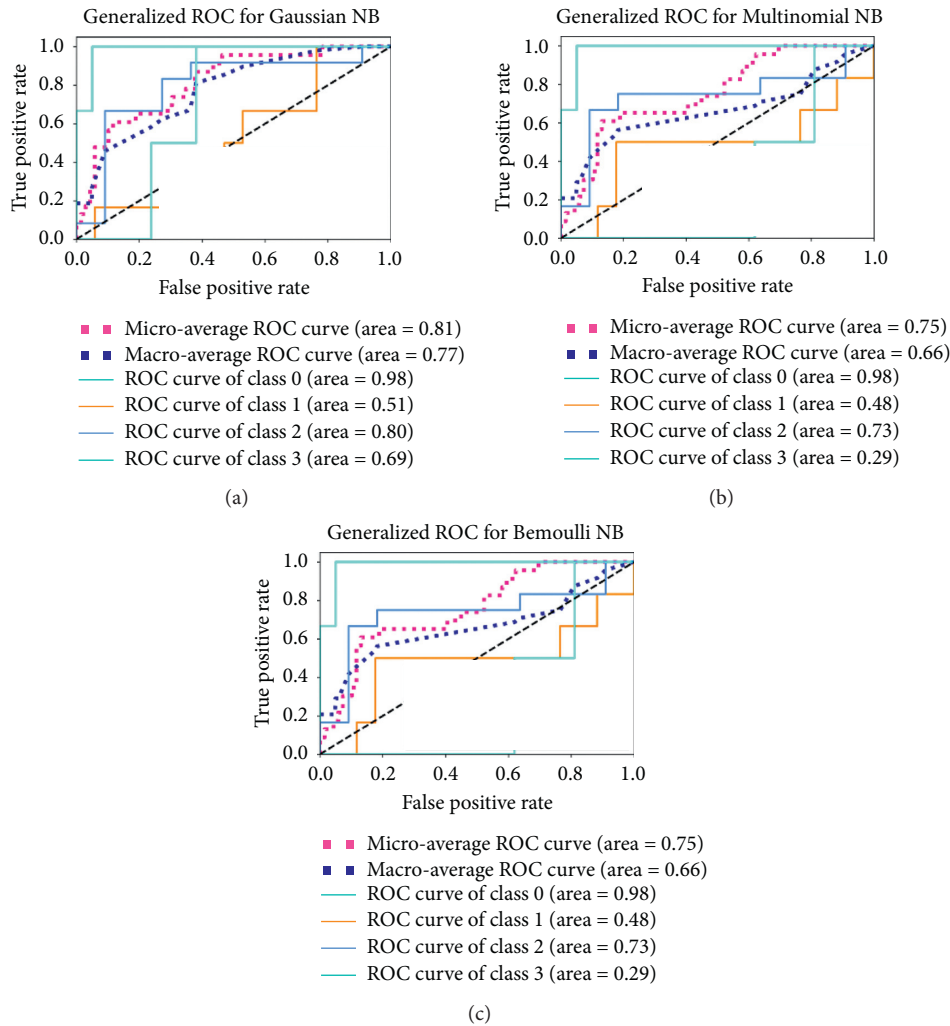 Generalized ROC for Gaussian NB
1.0
0.8
0.6
0.4
0.2
0.0
True positive rate
0.0 0.2 0.4 0.6 0.8 1.0
False positive rate
Micro-average ROC curve (area = 0.81)
Macro-average ROC curve (area = 0.77)
ROC curve of class 0 (area = 0.98)
ROC curve of class 1 (area = 0.51)
ROC curve of class 2 (area = 0.80)
ROC curve of class 3 (area = 0.69)
(a)
Generalized ROC for Multinomial NB
1.0
0.8
0.6
0.4
0.2
0.0
True positive rate
0.0 0.2 0.4 0.6 0.8 1.0
False positive rate
Micro-average ROC curve (area = 0.75)
Macro-average ROC curve (area = 0.66)
ROC curve of class 0 (area = 0.98)
ROC curve of class 1 (area = 0.48)
ROC curve of class 2 (area = 0.73)
ROC curve of class 3 (area = 0.29)
(b)
Generalized ROC for Bemoulli NB
1.0
0.8
0.6
0.4
0.2
0.0
True positive rate
0.0 0.2 0.4 0.6 0.8 1.0
False positive rate
Micro-average ROC curve (area = 0.75)
Macro-average ROC curve (area = 0.66)
ROC curve of class 0 (area = 0.98)
ROC curve of class 1 (area = 0.48)
ROC curve of class 2 (area = 0.73)
ROC curve of class 3 (area = 0.29)
(c)